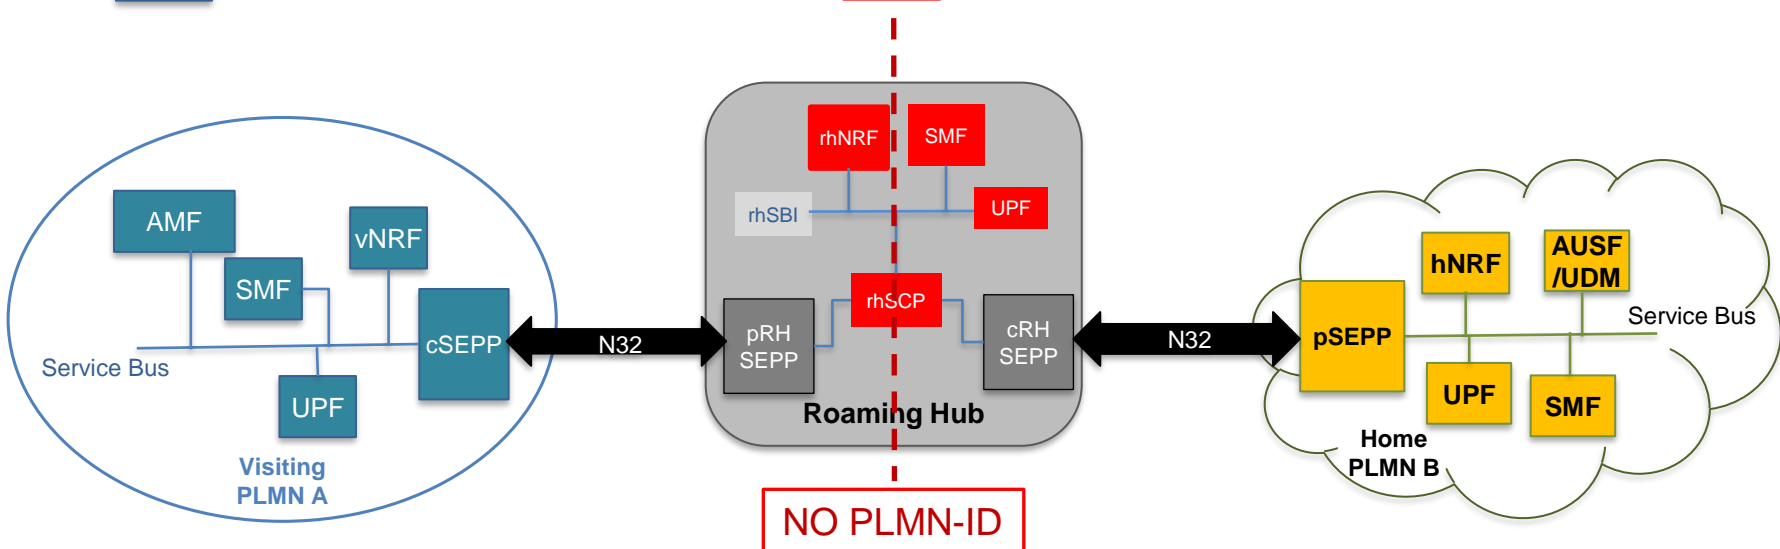 AMF
SMF
vNRF
cSEPP
Service Bus
UPF
Visiting
PLMN A
N32
rhNRF
SMF
rhSBI
UPF
rhSCP
pRH
SEPP
cRH
SEPP
Roaming Hub
NO PLMN-ID
N32
pSEPP
hNRF
AUSF
/UDM
Service Bus
UPF
SMF
Home
PLMN B